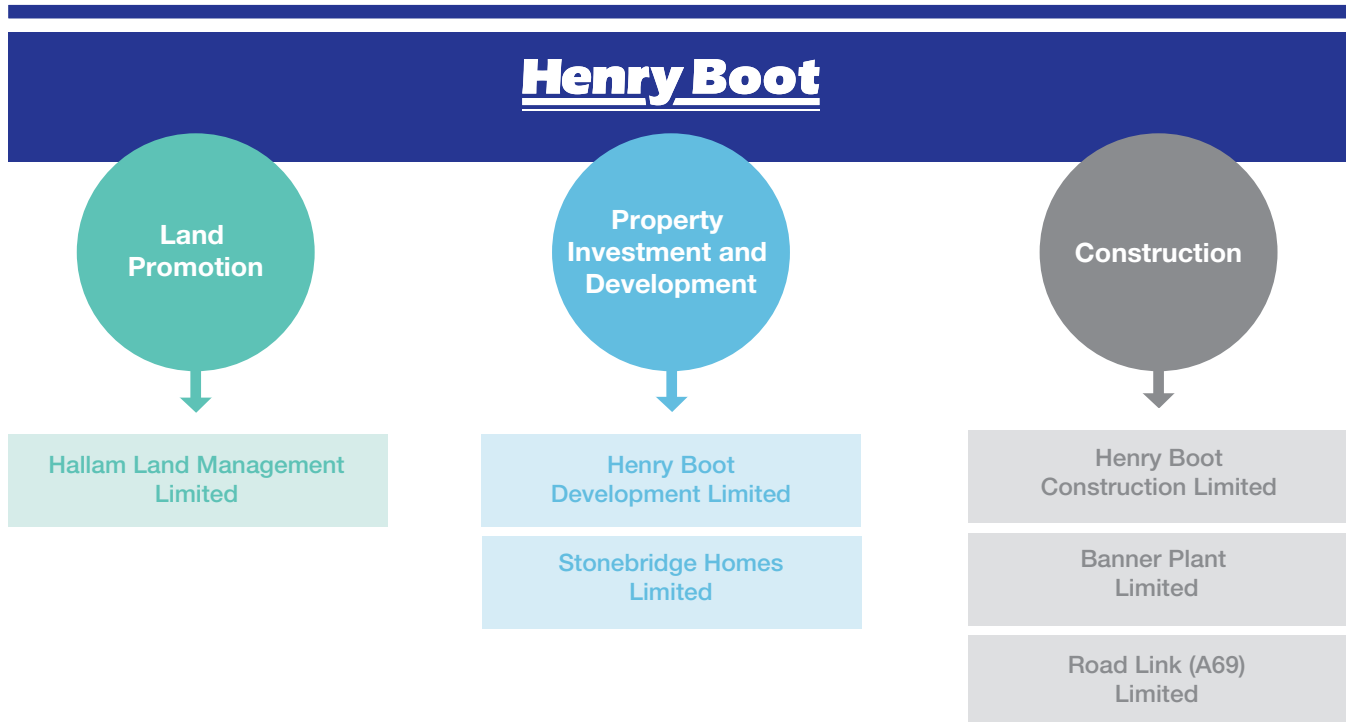 Henry Boot
Land
Promotion
Property
Investment and
Development
Construction
Hallam Land Management
Limited
Henry Boot
Development Limited
Stonebridge Homes
Limited
Henry Boot
Construction Limited
Banner Plant
Limited
Road Link (A69)
Limited